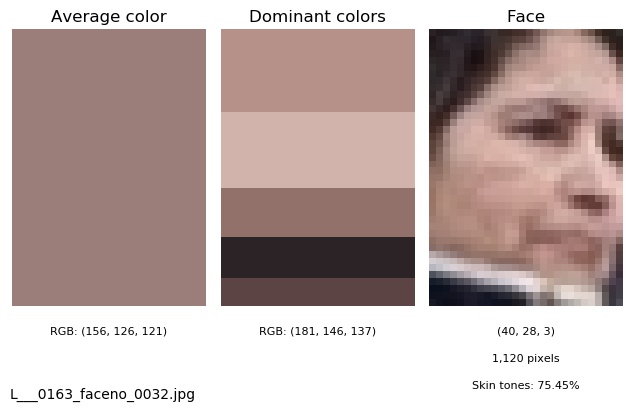 Average color
Dominant colors
Face
RGB: (156, 126, 121)
RGB: (181, 146, 137)
(40, 28, 3)
1,120 pixels
Skin tones: 75.45%
L___0163_faceno_0032.jpg